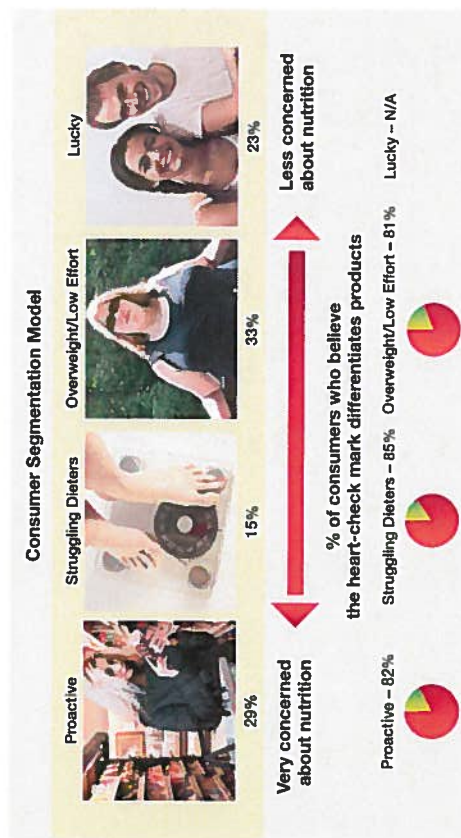 Consumer Segmentation Model
Proactive
Struggling Dieters
Overweight/Low Effort
Lucky
29%
15%
33%
23%
Very concerned
about nutrition
Less concerned
about nutrition
% of consumers who believe
the heart-check mark differentiates products
Proactive – 82%
Struggling Dieters – 85%
Overweight/Low Effort – 81%
Lucky – N/A